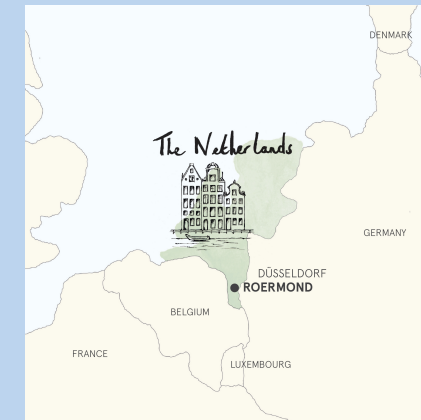 DENMARK
The Netherlands
GERMANY
DÜSSELDORF
ROERMOND
BELGIUM
FRANCE
LUXEMBOURG